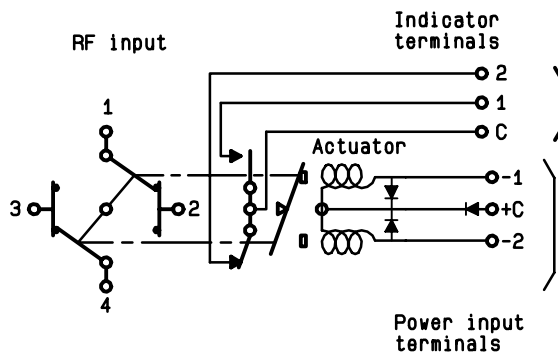 Indicator
terminals
RF input
2
1
1
C
Actuator
-1
3
2
+C
-2
4
Power input
terminals